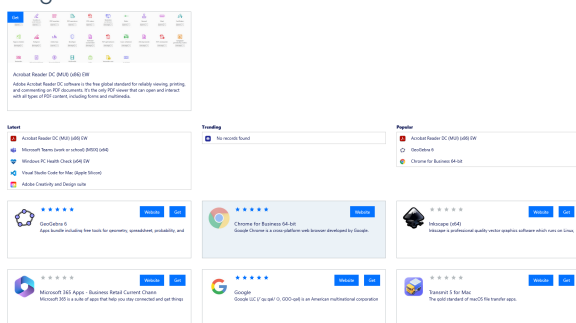 Get
Acrobat Reader DC (MUI) (x86) EW
Adobe Acrobat Reader DC software is the free global standard for reliably viewing, printing,
and commenting on PDF documents. It's the only PDF viewer that can open and interact
with all types of PDF content, including forms and multimedia.
Latest
Acrobat Reader DC (MUI) (x86) EW
Microsoft Teams (work or school) (MSIX) (x64)
Windows PC Health Check (x64) EW
Visual Studio Code for Mac (Apple Silicon)
Adobe Creativity and Design suite
Trending
No records found
Popular
Acrobat Reader DC (MUI) (x86) EW
GeoGebra 6
Chrome for Business 64-bit
Website Get
GeoGebra 6
Apps bundle including free tools for geometry, spreadsheet, probability, and
Website
Chrome for Business 64-bit
Google Chrome is a cross-platform web browser developed by Google.
Website Get
Inkscape (x64)
Inkscape is professional quality vector graphics software which runs on Linux,
Website Get
Microsoft 365 Apps - Business Retail Current Chann
Microsoft 365 is a suite of apps that help you stay connected and get things
Website Get
Google
is an American multinational corporation
Website Get
Transmit 5 for Mac
The gold standard of macOS file transfer apps.